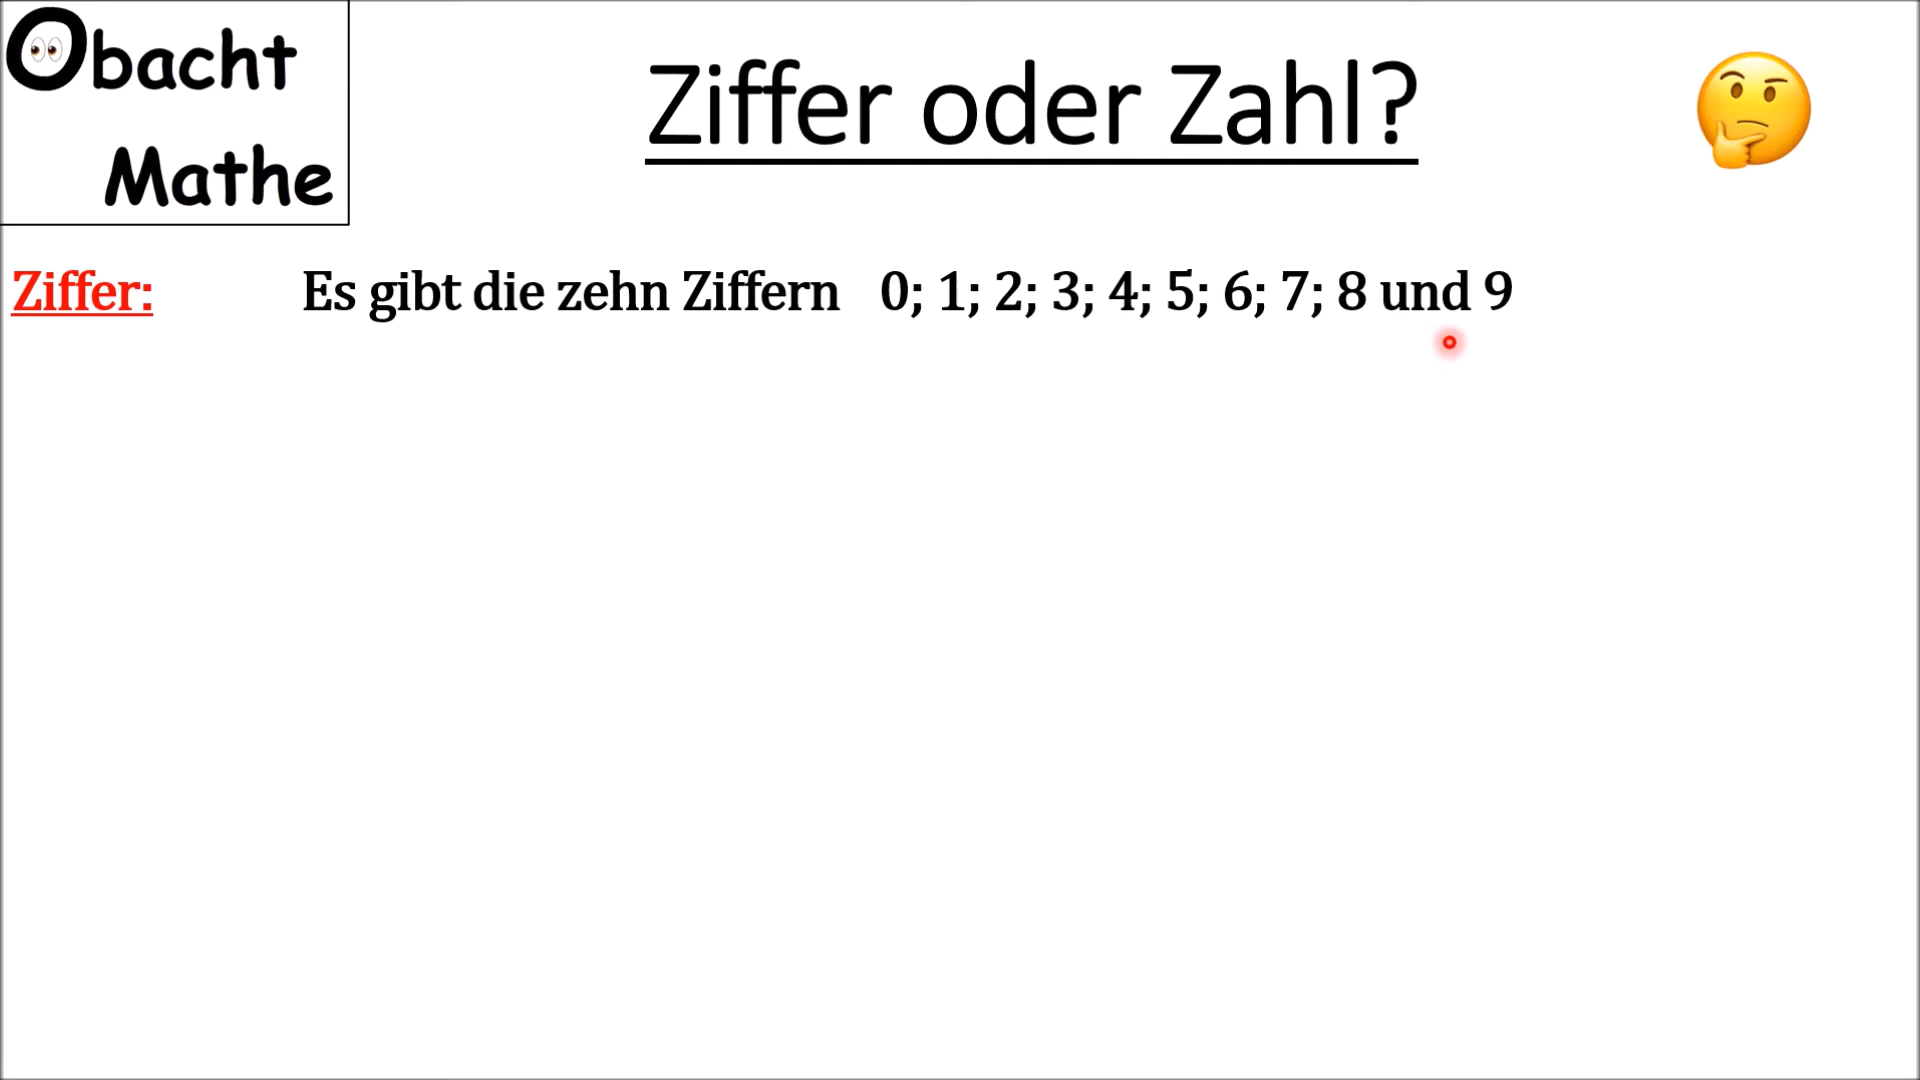 Obacht
Mathe
Ziffer oder Zahl?
Ziffer: Es gibt die zehn Ziffern 0; 1; 2; 3; 4; 5; 6; 7; 8 und 9